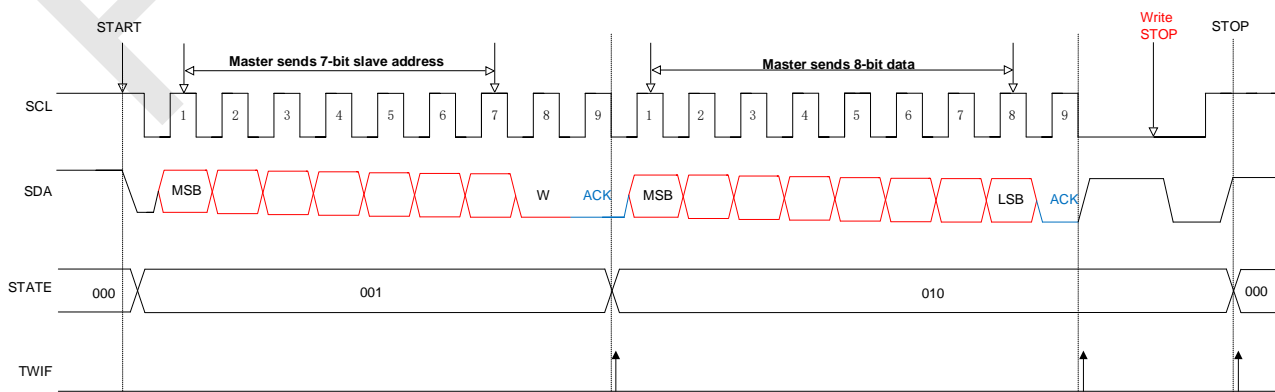 START
Write
STOP
STOP
Master sends 7-bit slave address
Master sends 8-bit data
SCL
1 2 3 4 5 6 7 8 9 1 2 3 4 5 6 7 8 9
SDA
MSB W ACK MSB LSB ACK
STATE
000 001 010 000
TWIF